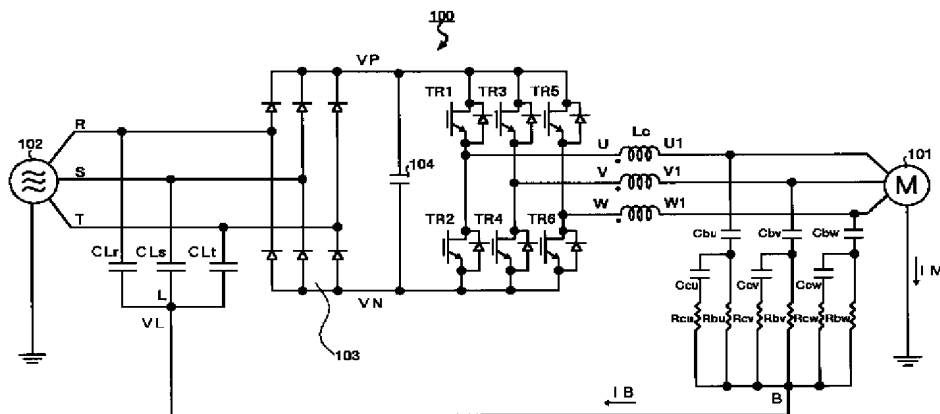 100
VP
TR1 TR3 TR5
R
102
S
T
104
U Lc U1
V V1
W W1
101
M
CLr CLs CLt
TR2 TR4 TR6
Cbu Cbv Cbw
Ccu Ccv Ccw
I M
L
VL
VN
103
Rcu Rbu Rcv Rbv Rcw Rbw
I B
B